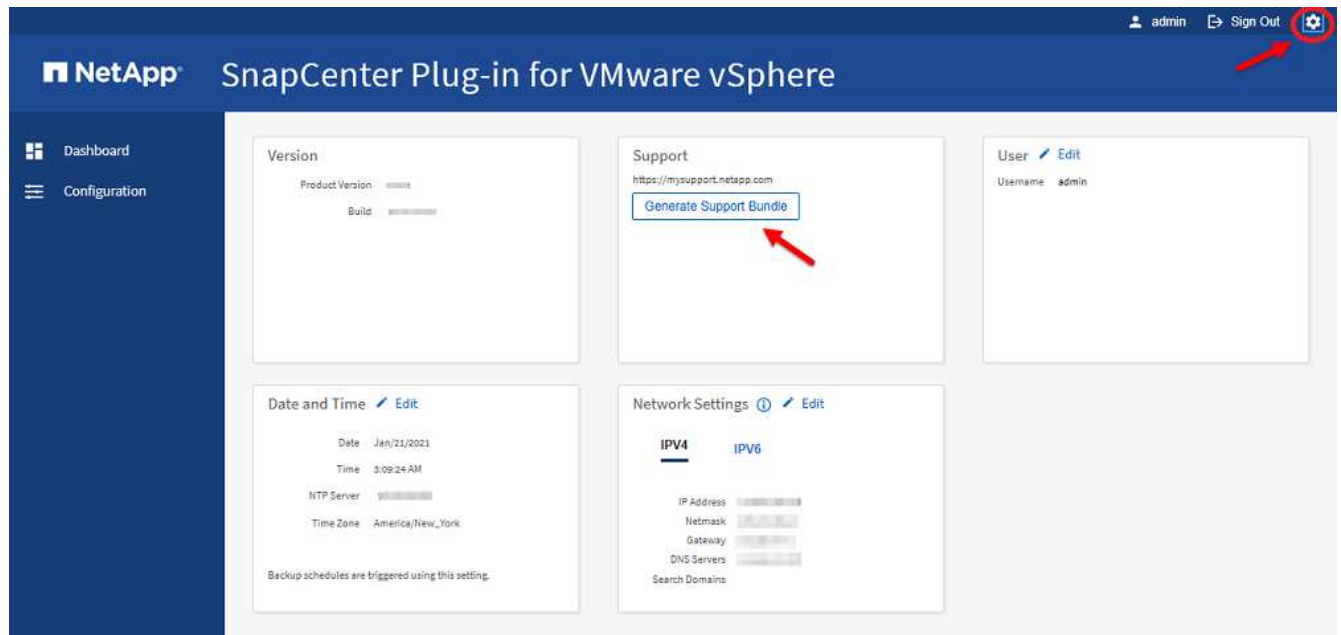 admin Sign Out
NetApp SnapCenter Plug-in for VMware vSphere
Dashboard
Configuration
Version
Product Version
Build
Support
https://mysupport.netapp.com
Generate Support Bundle
User Edit
Username admin
Date and Time Edit
Date Jan/21/2021
Time 3:09:24 AM
NTP Server
Time Zone America/New_York
Backup schedules are triggered using this setting.
Network Settings Edit
IPV4 IPV6
IP Address
Netmask
Gateway
DNS Servers
Search Domains